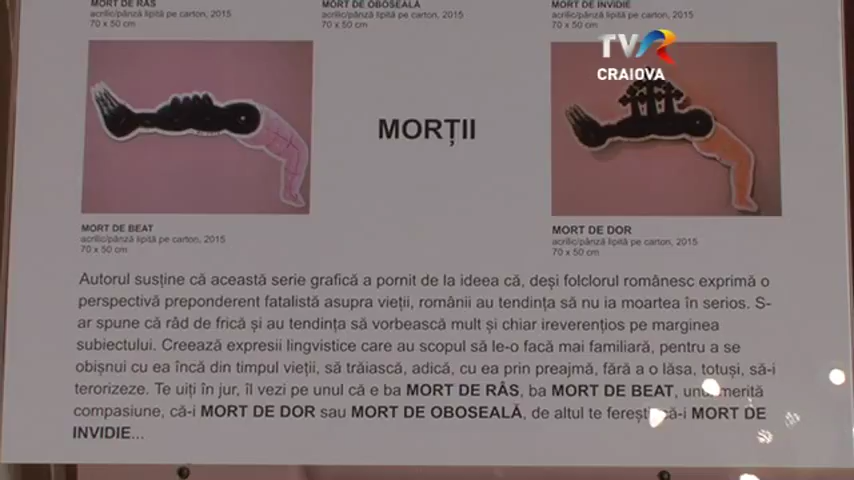 MORT DE RÂS
acrilic/pânză lipită pe carton, 2015
70 x 50 cm
MORT DE OBOSEALĂ
acrilic/pânză lipită pe carton, 2015
70 x 50 cm
MORT DE INVIDIE
acrilic/pânză lipită pe carton, 2015
70 x 50 cm
TVR
CRAIOVA
MORȚII
MORT DE BEAT
acrilic/pânză lipită pe carton, 2015
70 x 50 cm
MORT DE DOR
acrilic/pânză lipită pe carton, 2015
70 x 50 cm
Autorul susține că această serie grafică a pornit de la ideea că, deși folclorul românesc exprimă o
perspectivă preponderent fatalistă asupra vieții, românii au tendința să nu ia moartea în serios. S-
ar spune că râd de frică și au tendința să vorbească mult și chiar ireverențios pe marginea
subiectului. Creează expresii lingvistice care au scopul să le-o facă mai familiară, pentru a se
obișnui cu ea încă din timpul vieții, să trăiască, adică, cu ea prin preajmă, fără a o lăsa, totuși, să-i
terorizeze. Te uiți în jur, îl vezi pe unul că e ba MORT DE RÂS, ba MORT DE BEAT, merită
compasiune, că-i MORT DE DOR sau MORT DE OBOSEALĂ, de altul te ferești că-i MORT DE
INVIDIE...